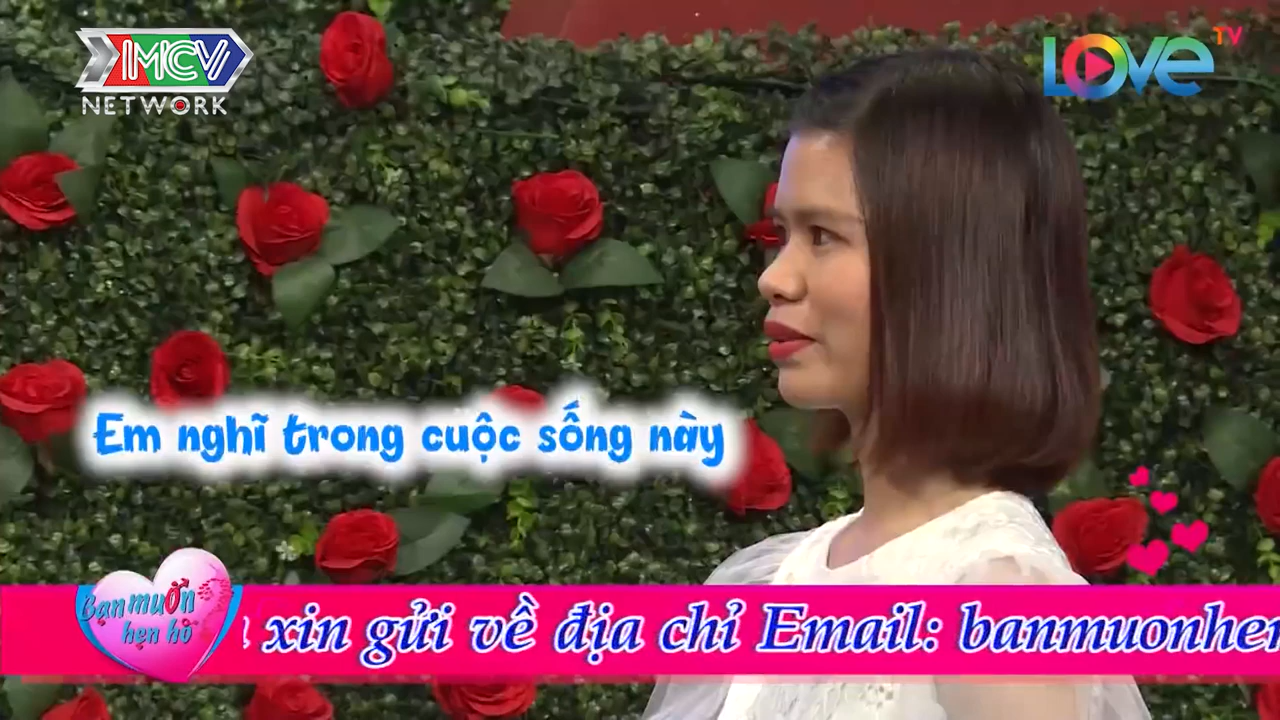 MCV
NETWORK
LOVE TV
Em nghĩ trong cuộc sống này
Bạn muốn
hẹn hò
xin gửi về địa chỉ Email: banmuonhen